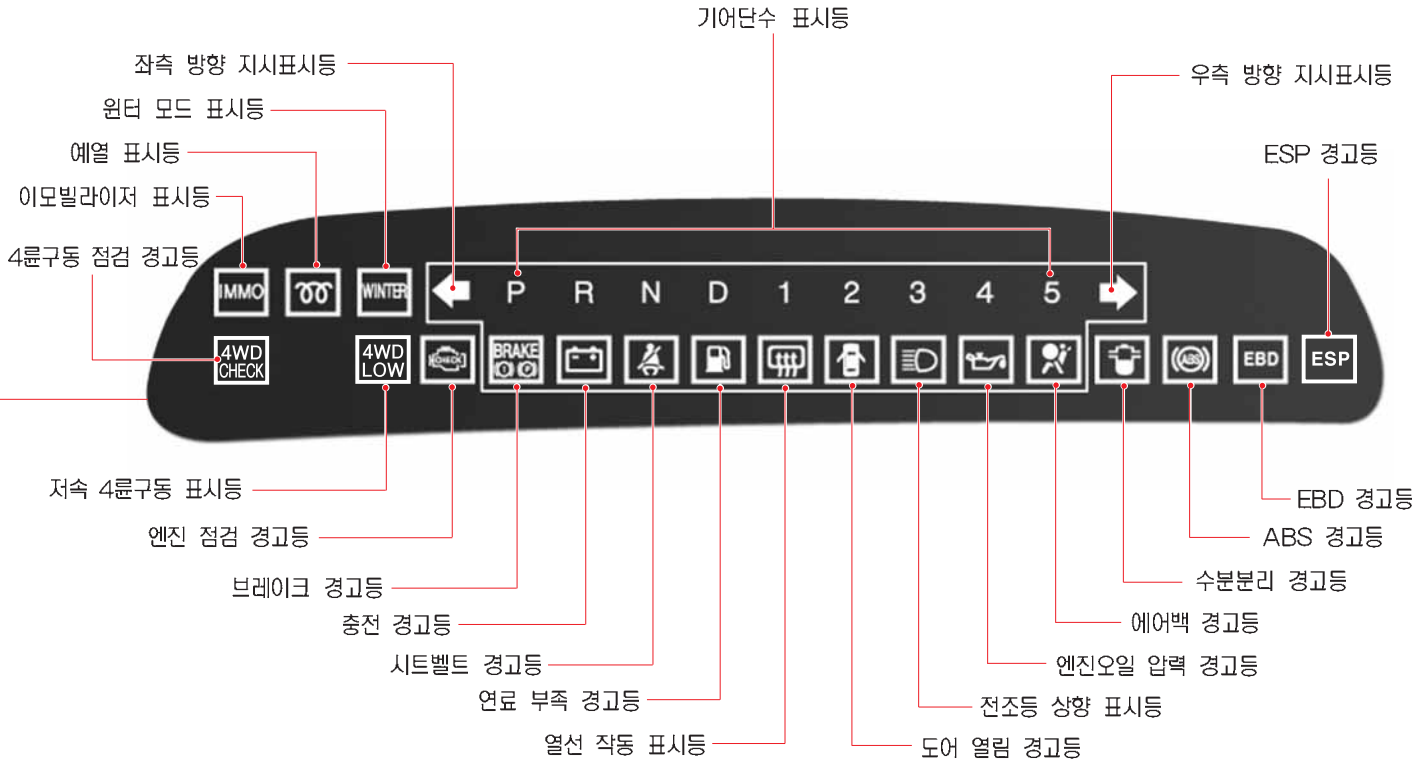 기어단수 표시등
좌측 방향 지시표시등
우측 방향 지시표시등
윈터 모드 표시등
예열 표시등
ESP 경고등
이모빌라이저 표시등
4륜구동 점검 경고등
IMMO
WINTER
P R N D 1 2 3 4 5
4WD
CHECK
4WD
LOW
CHECK
BRAKE
ABS
EBD
ESP
저속 4륜구동 표시등
EBD 경고등
엔진 점검 경고등
ABS 경고등
브레이크 경고등
수분분리 경고등
충전 경고등
에어백 경고등
시트벨트 경고등
엔진오일 압력 경고등
연료 부족 경고등
전조등 상향 표시등
열선 작동 표시등
도어 열림 경고등